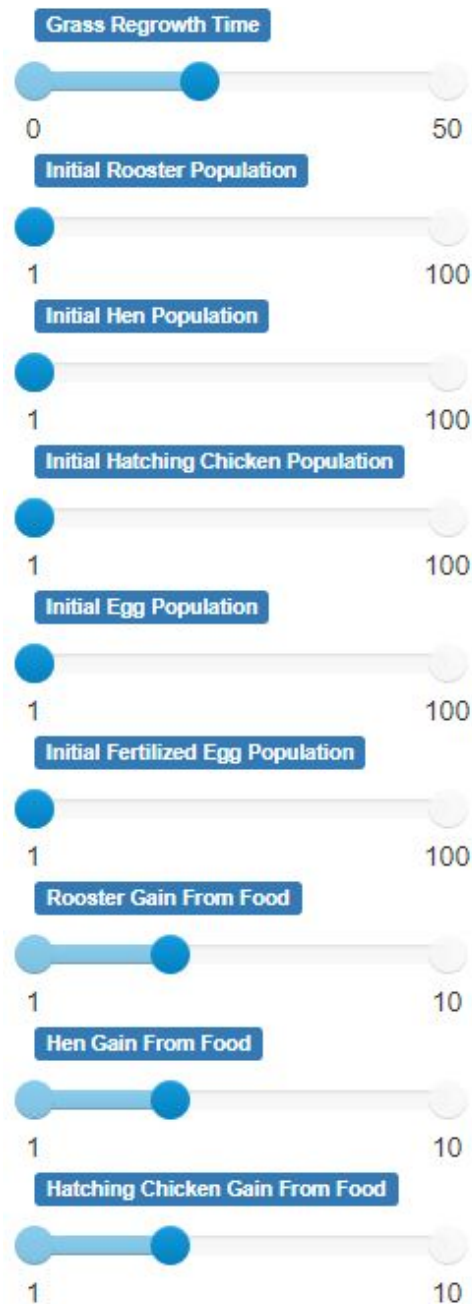 Grass Regrowth Time
0 50
Initial Rooster Population
1 100
Initial Hen Population
1 100
Initial Hatching Chicken Population
1 100
Initial Egg Population
1 100
Initial Fertilized Egg Population
1 100
Rooster Gain From Food
1 10
Hen Gain From Food
1 10
Hatching Chicken Gain From Food
1 10